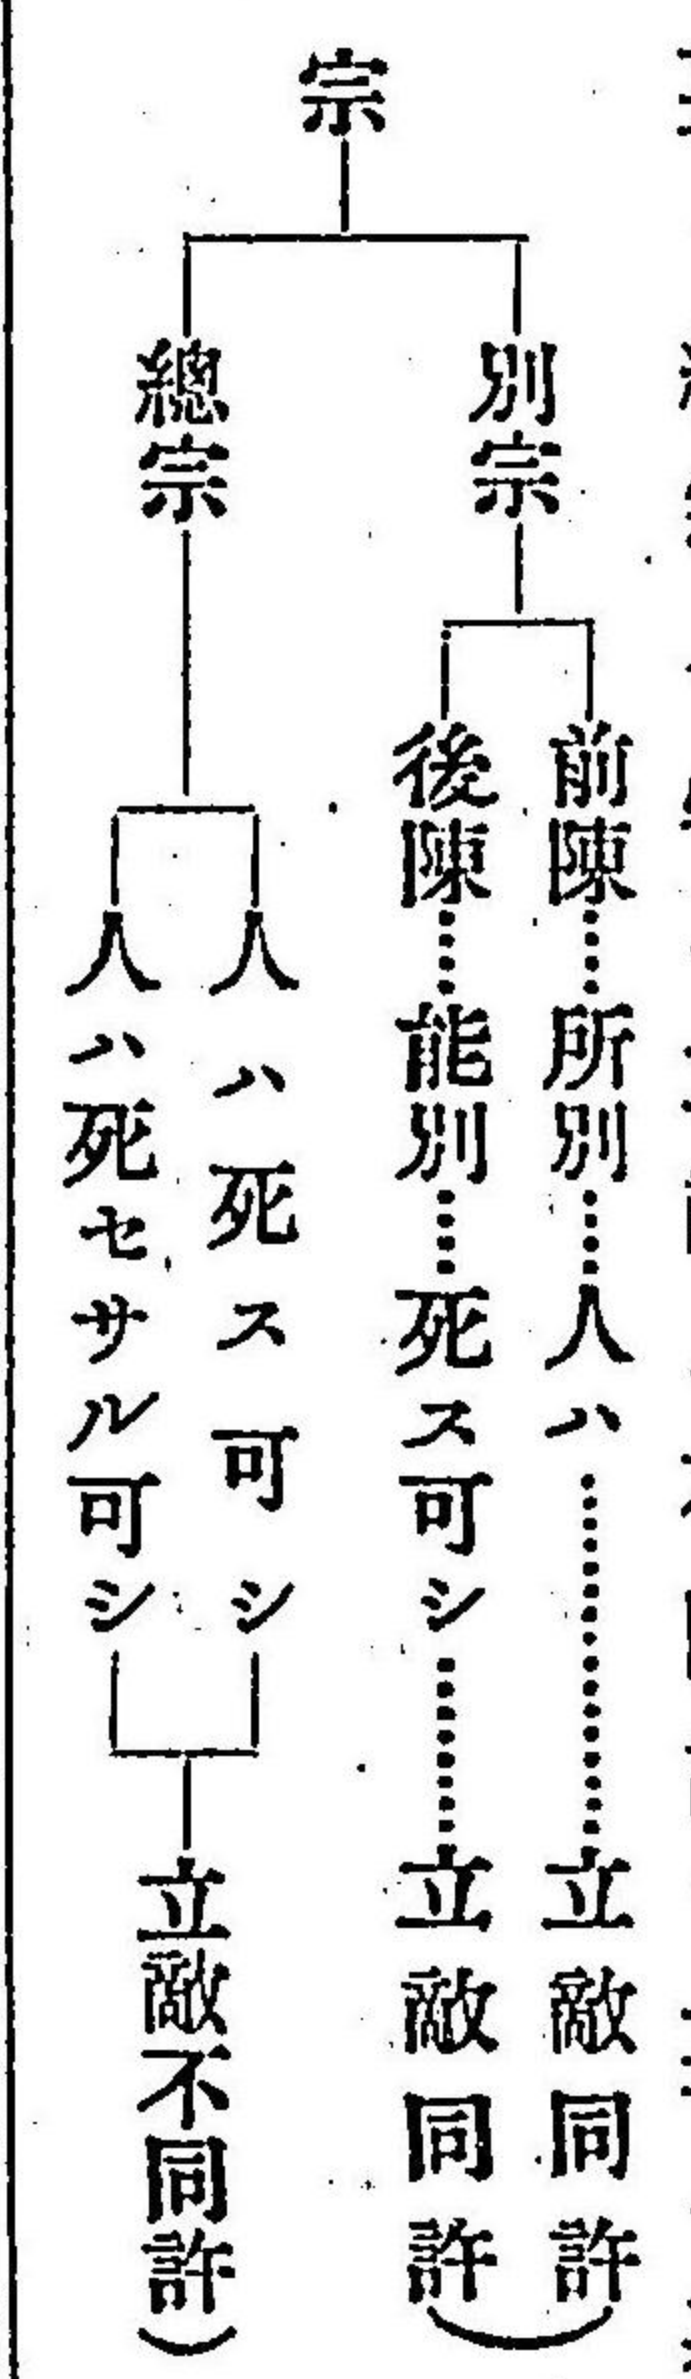 宗
別宗
前陳……所別……人ハ……………立敵同許
後陳……能別……死ス可シ………立敵同許
總宗
人ハ死ス可シ
人ハ死セサル可シ
立敵不同許